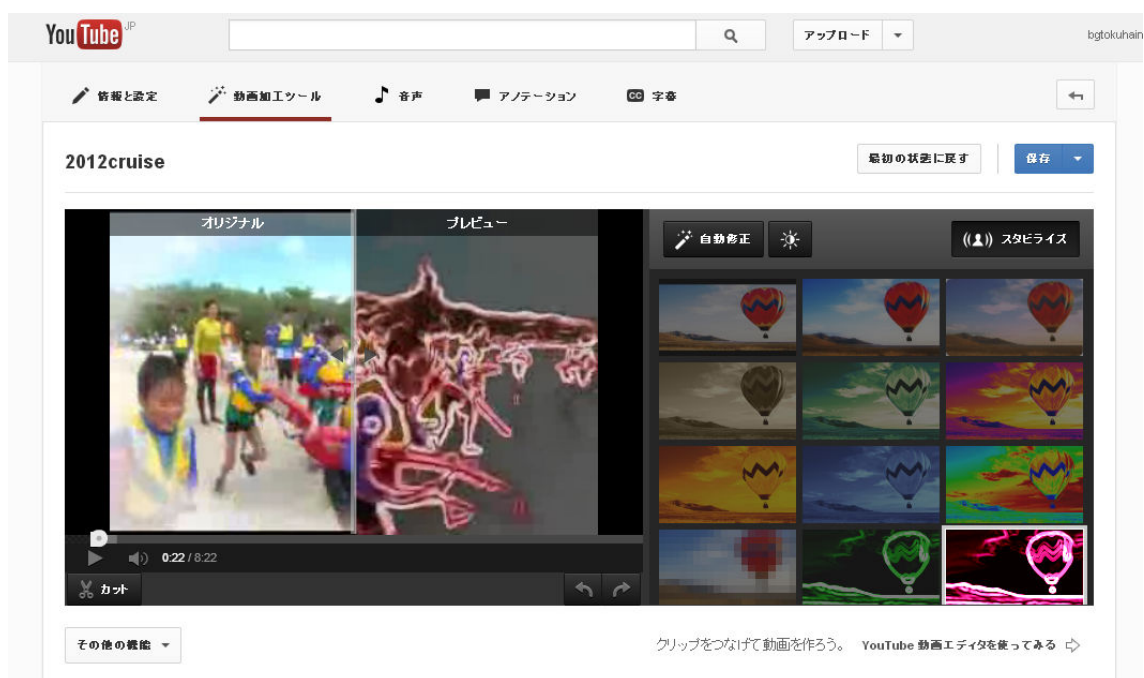 YouTube JP
アップロード
bgtokuhain
情報と設定
動画加工ツール
音声
アノテーション
CC 字幕
2012cruise
最初の状態に戻す
保存
オリジナル
プレビュー
自動修正
スタビライズ
0:22 / 8:22
カット
その他の機能
クリップをつなげて動画を作ろう。 YouTube 動画エディタを使ってみる